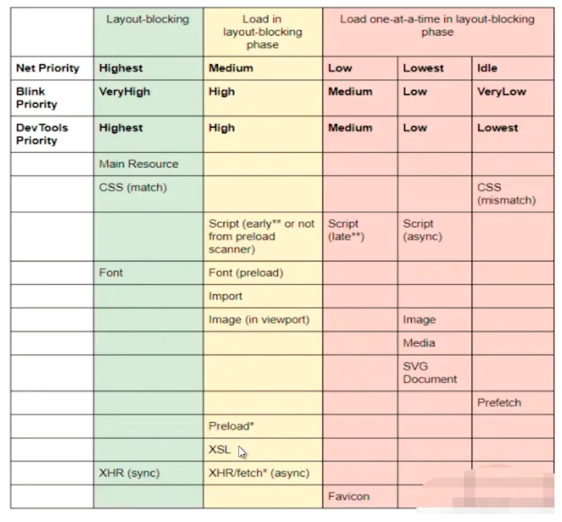 Layout-blocking Load in Load one-at-a-time in layout-blocking
layout-blocking phase
phase
Net Priority Highest Medium Low Lowest Idle
Blink VeryHigh High Medium Low VeryLow
Priority
DevTools Highest High Medium Low Lowest
Priority
Main Resource
CSS (match) CSS
(mismatch)
Script (early** or not Script Script
from preload (late**) (async)
scanner)
Font Font (preload)
Import
Image (in viewport) Image
Media
SVG
Document
Prefetch
Preload*
XSL
XHR (sync) XHR/fetch* (async)
Favicon